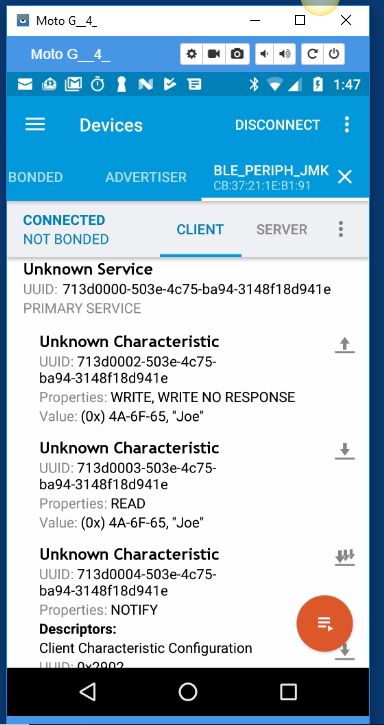 Moto G__4_
Moto G__4_
1:47
Devices
DISCONNECT
BONDED
ADVERTISER
BLE_PERIPH_JMK
CB:37:21:1E:B1:91
CONNECTED
NOT BONDED
CLIENT
SERVER
Unknown Service
UUID: 713d0000-503e-4c75-ba94-3148f18d941e
PRIMARY SERVICE
Unknown Characteristic
UUID: 713d0002-503e-4c75-
ba94-3148f18d941e
Properties: WRITE, WRITE NO RESPONSE
Value: (0x) 4A-6F-65, "Joe"
Unknown Characteristic
UUID: 713d0003-503e-4c75-
ba94-3148f18d941e
Properties: READ
Value: (0x) 4A-6F-65, "Joe"
Unknown Characteristic
UUID: 713d0004-503e-4c75-
ba94-3148f18d941e
Properties: NOTIFY
Descriptors:
Client Characteristic Configuration
UUID: 0x2902